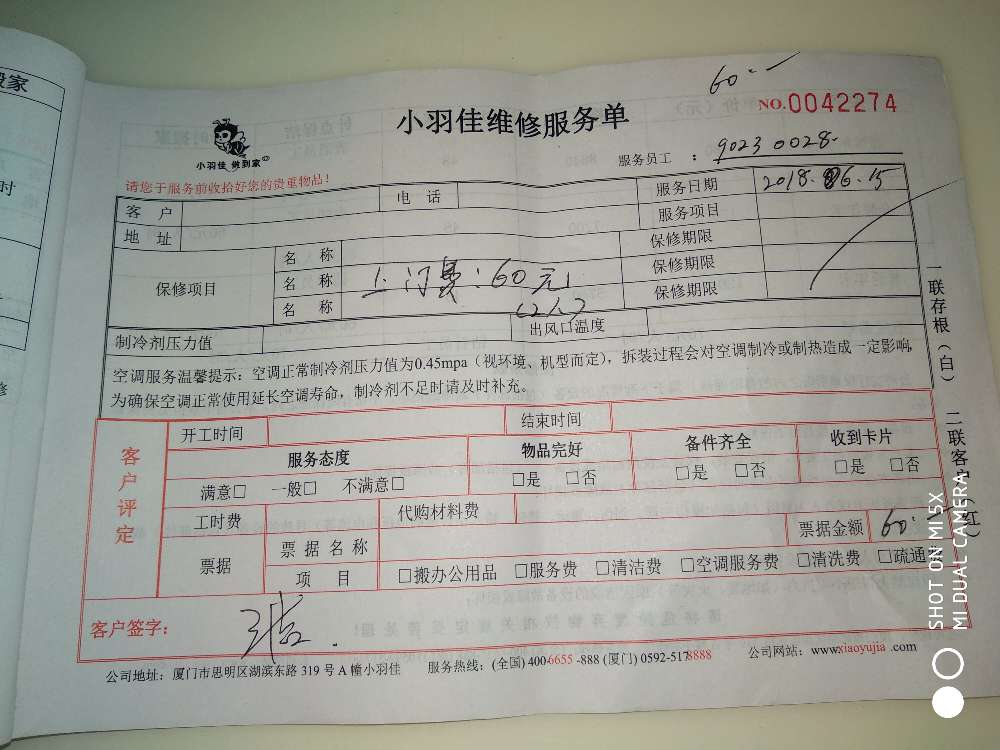 60.-
小羽佳维修服务单
NO.0042274
小羽佳 做到家
服务员工 : 9023 0028.
请您于服务前收拾好您的贵重物品!
客 户 电 话 服务日期 2018.06.15
地 址 服务项目
保修项目
名 称 保修期限
名 称 上门费:60元 保修期限
名 称 (2人) 保修期限
制冷剂压力值 出风口温度
空调服务温馨提示:空调正常制冷剂压力值为0.45mpa(视环境、机型而定),拆装过程会对空调制冷或制热造成一定影响,
为确保空调正常使用延长空调寿命,制冷剂不足时请及时补充。
客户评定
开工时间 结束时间
服务态度 物品完好 备件齐全 收到卡片
满意□ 一般□ 不满意□ □是 □否 □是 □否 □是 □否
工时费 代购材料费
票据 票据名称 票据金额 60.
项 目 □搬办公用品 □服务费 □清洁费 □空调服务费 □清洗费 □疏通
客户签字:
公司地址:厦门市思明区湖滨东路 319 号 A 幢小羽佳 服务热线:(全国) 400-6655-888 (厦门) 0592-5178888 公司网站:www.xiaoyujia.com
一联存根(白) 二联客户(红)
SHOT ON MI 5X
MI DUAL CAMERA
般家
时
修